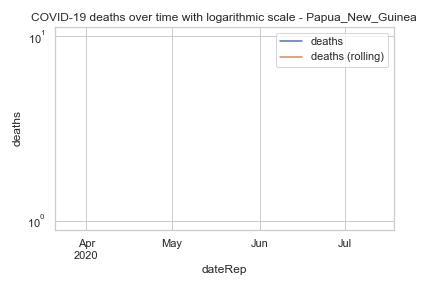 COVID-19 deaths over time with logarithmic scale - Papua_New_Guinea
deaths
deaths (rolling)
10¹
deaths
10⁰
Apr May Jun Jul
2020
dateRep